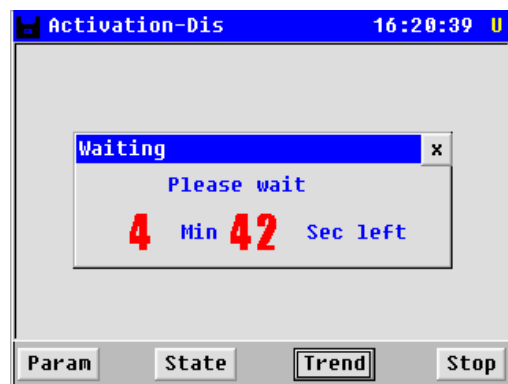 Activation-Dis 16:20:39 U
Waiting x
Please wait
4 Min 42 Sec left
Param State Trend Stop